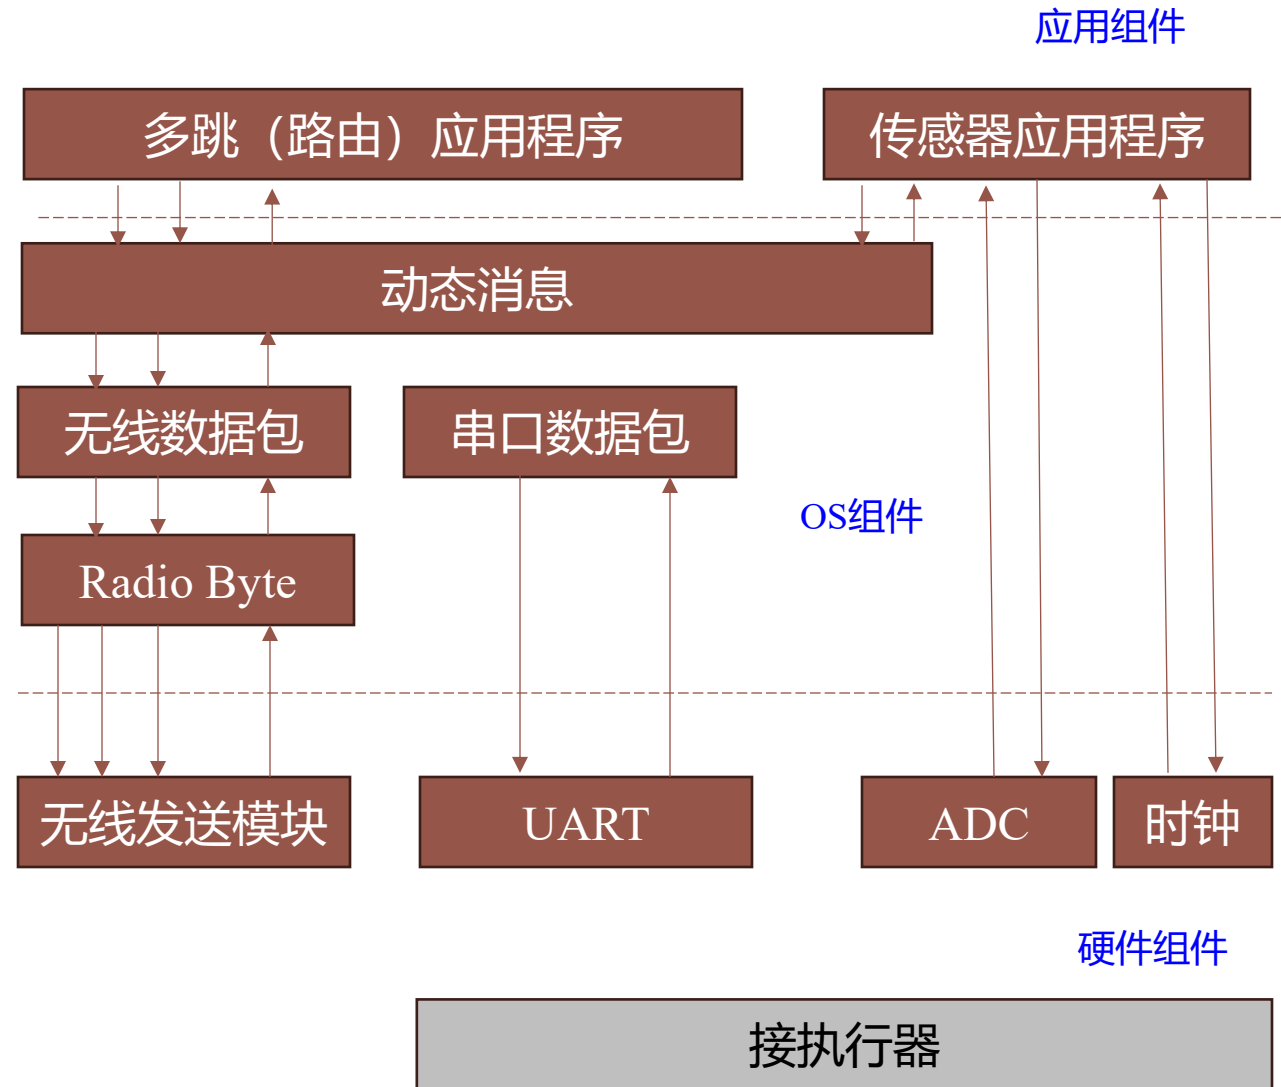 应用组件
多跳（路由）应用程序
传感器应用程序
动态消息
无线数据包
串口数据包
OS组件
Radio Byte
无线发送模块
UART
ADC
时钟
硬件组件
接执行器